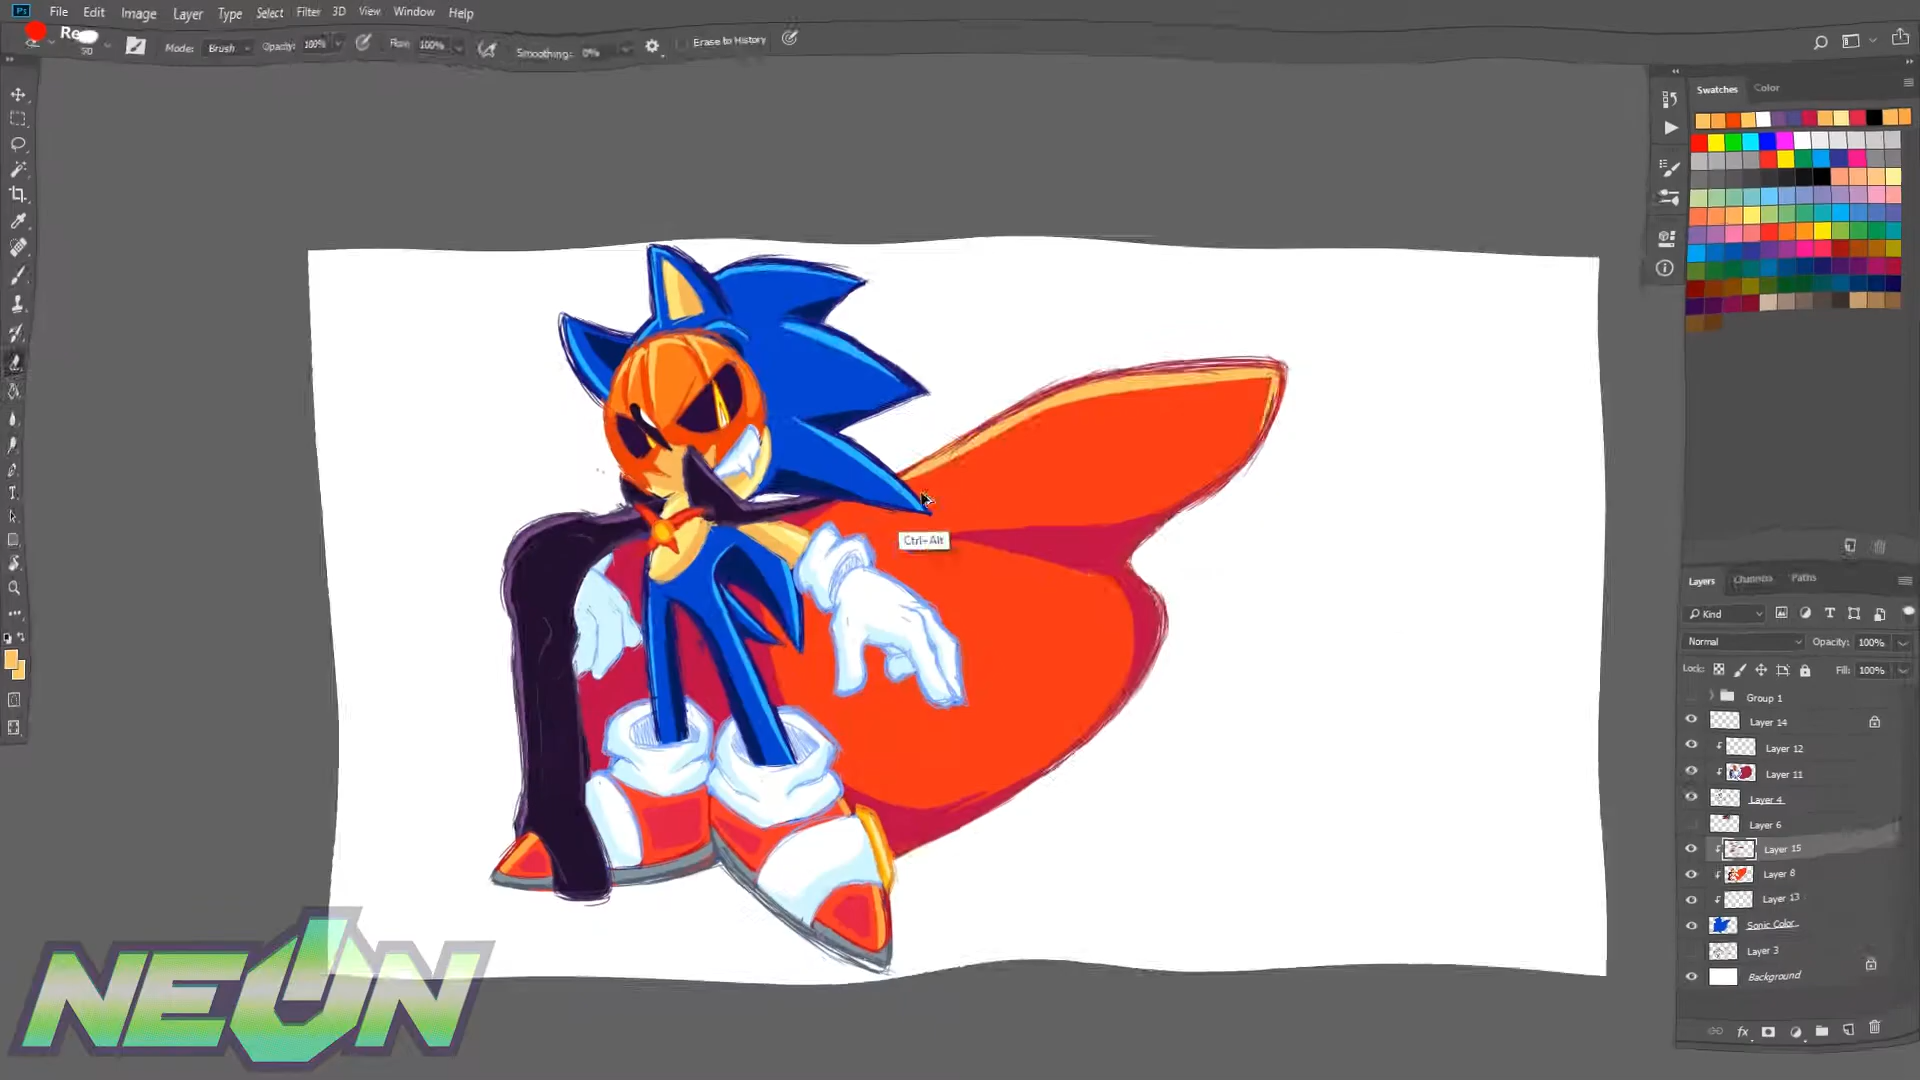 Ps File Edit Image Layer Type Select Filter 3D View Window Help
Mode: Brush Opacity: 100% Flow: 100% Smoothing: 0% Erase to History
Swatches Color
Ctrl+Alt
Layers Channels Paths
Kind
Normal Opacity: 100%
Lock: Fill: 100%
Group 1
Layer 14
Layer 12
Layer 11
Layer 4
Layer 6
Layer 15
Layer 8
Layer 13
Sonic Color
Layer 3
Background
fx
NEUN